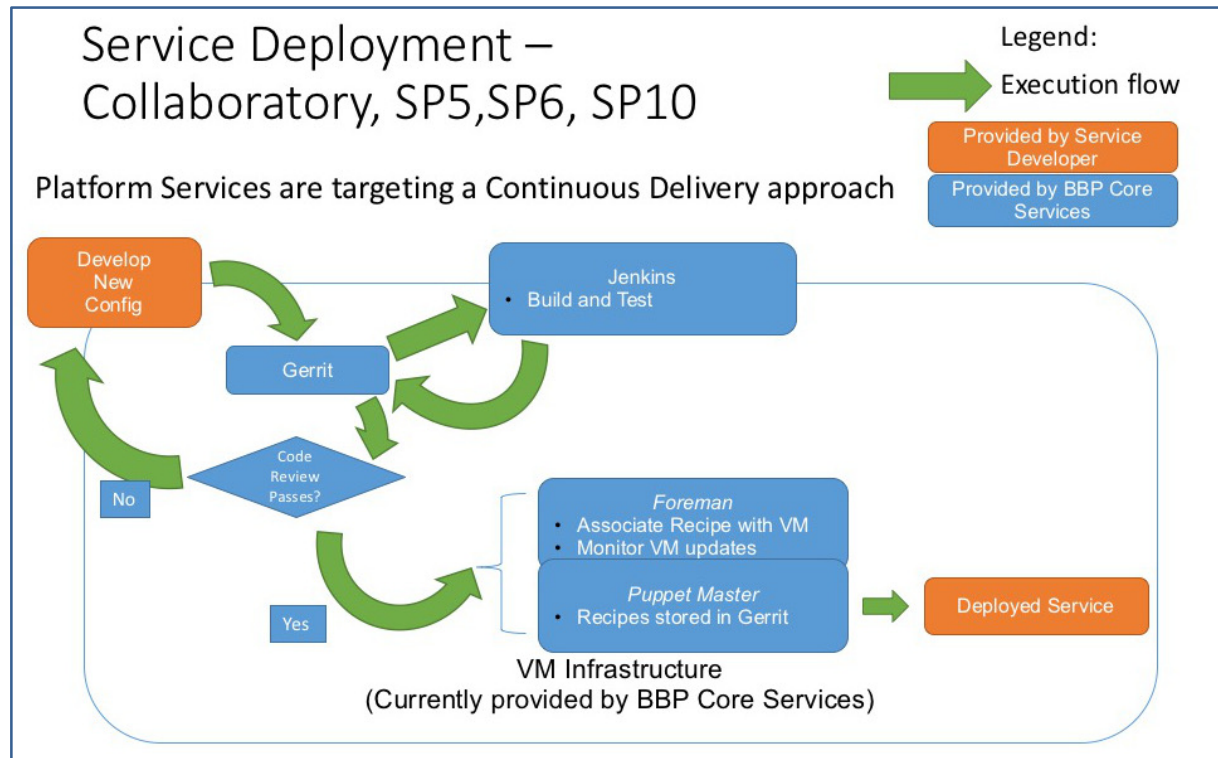 Service Deployment –
Collaboratory, SP5,SP6, SP10
Legend:
Execution flow
Provided by Service
Developer
Provided by BBP Core
Services
Platform Services are targeting a Continuous Delivery approach
Develop
New
Config
Jenkins
• Build and Test
Gerrit
Code
Review
Passes?
No
Yes
Foreman
• Associate Recipe with VM
• Monitor VM updates
Puppet Master
• Recipes stored in Gerrit
Deployed Service
VM Infrastructure
(Currently provided by BBP Core Services)